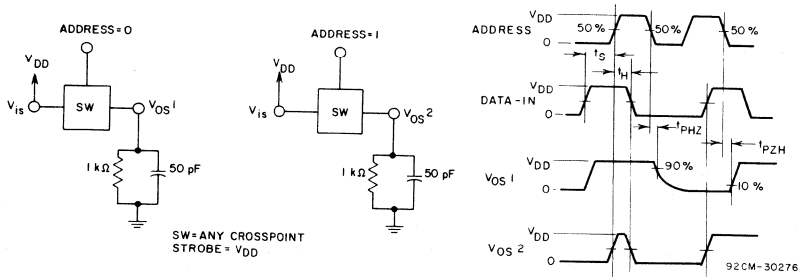 ADDRESS=0
VDD
Vis
SW
VOS1
1 kΩ
50 pF
ADDRESS=1
VDD
Vis
SW
VOS2
1 kΩ
50 pF
SW=ANY CROSSPOINT
STROBE = VDD
ADDRESS
VDD
0
50%
50%
50%
tS
tH
DATA-IN
VDD
0
tPHZ
tPZH
VOS1
VDD
0
90%
10%
VOS2
VDD
0
92CM-30276